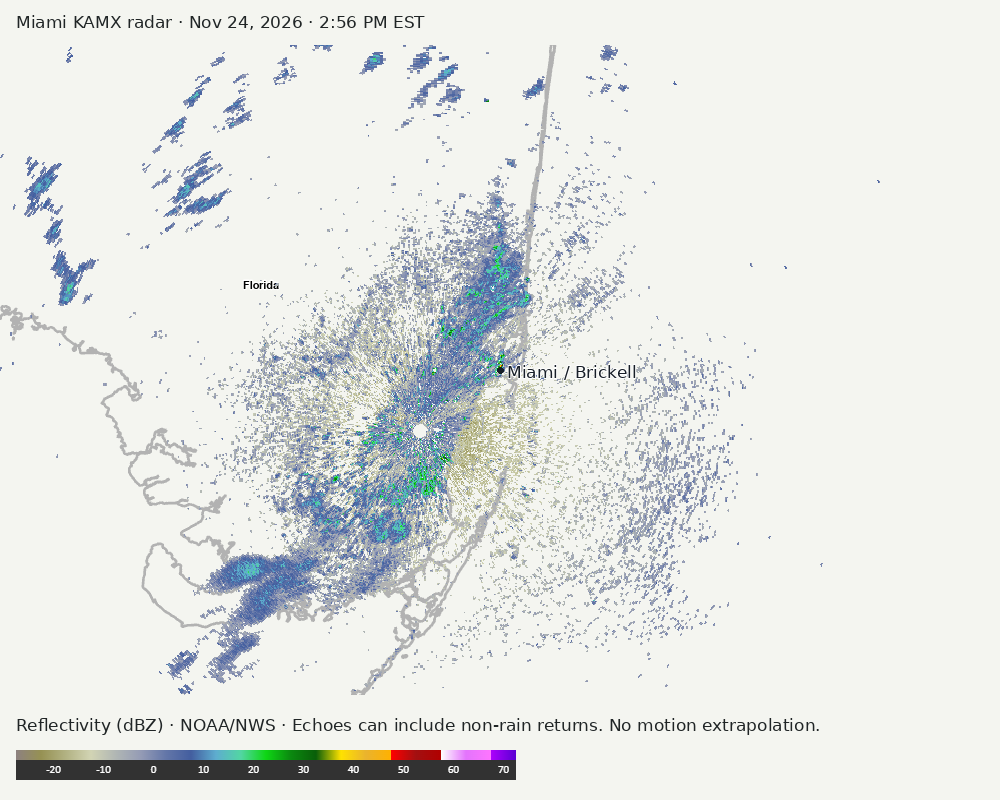 Miami KAMX radar · Nov 24, 2026 · 2:56 PM EST
Florida
Miami / Brickell
Reflectivity (dBZ) · NOAA/NWS · Echoes can include non-rain returns. No motion extrapolation.
-20 -10 0 10 20 30 40 50 60 70